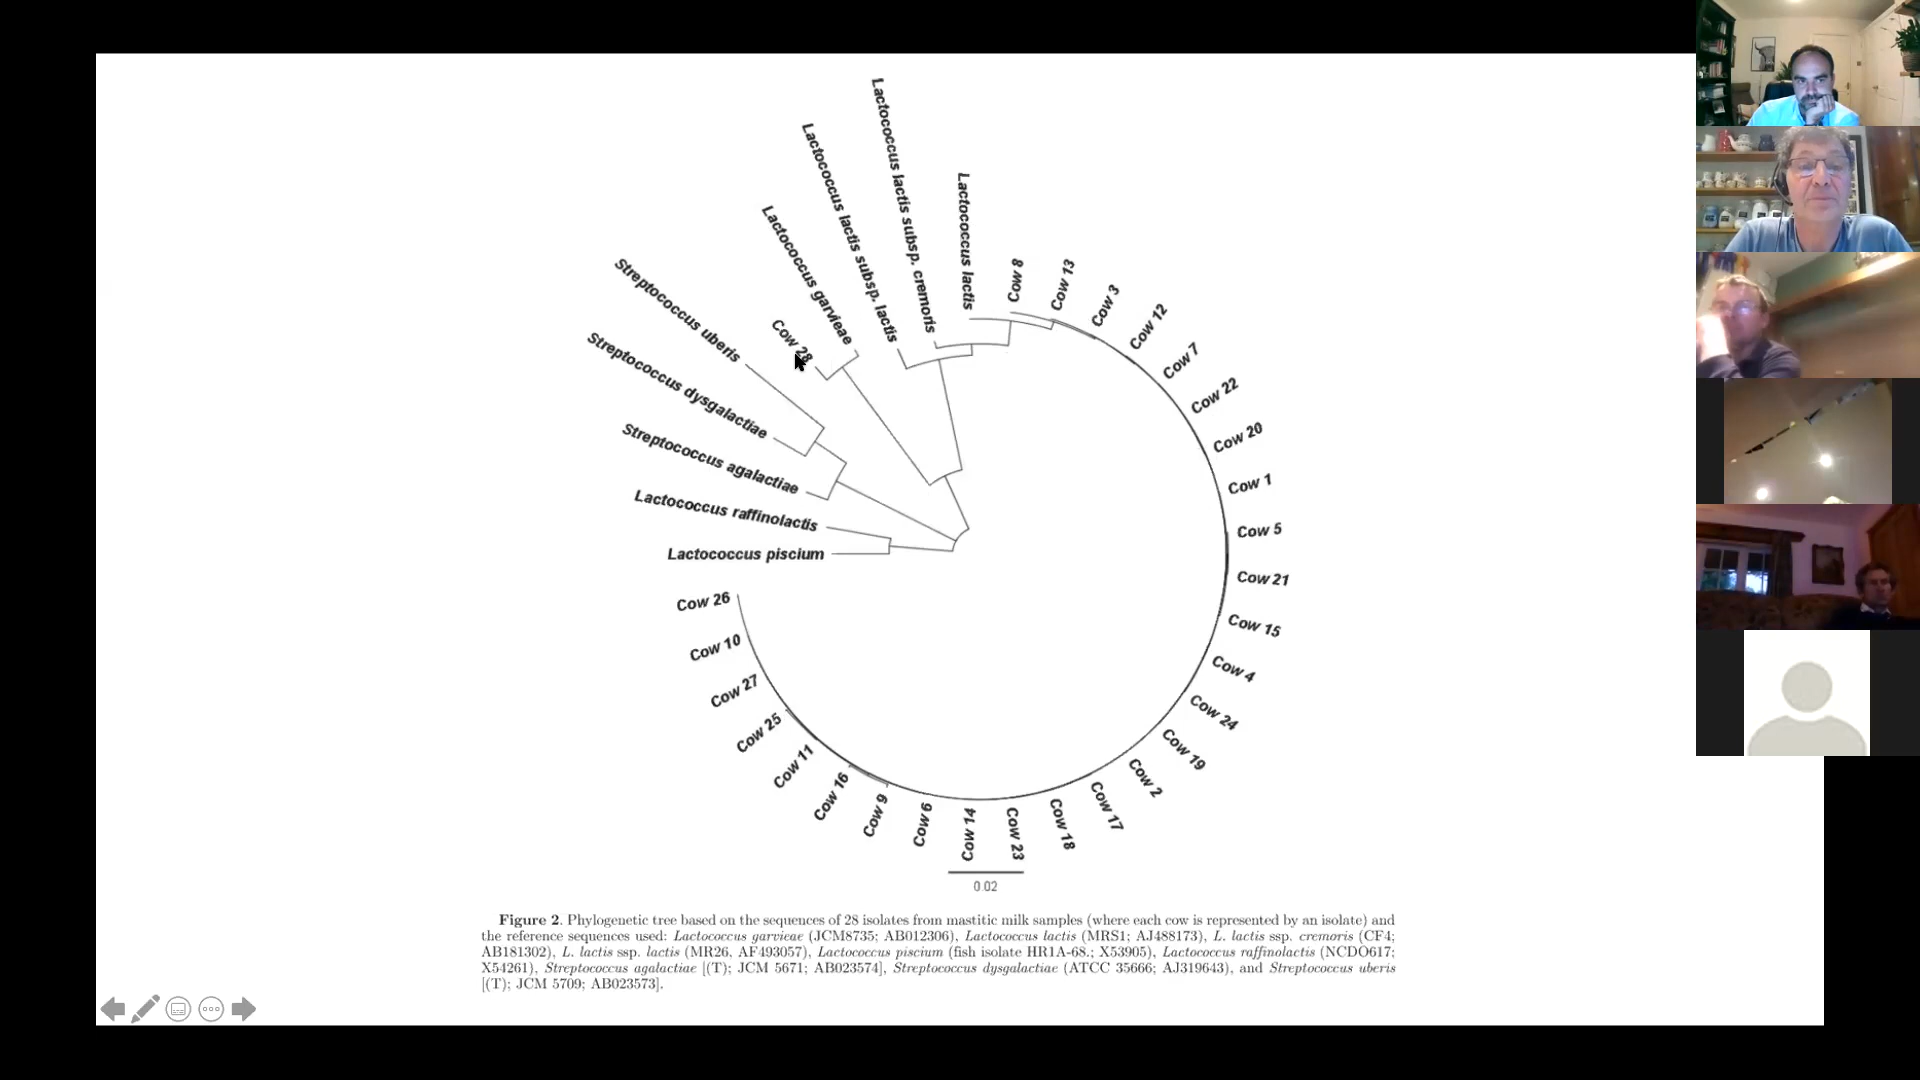 Lactococcus lactis subsp. cremoris
Lactococcus lactis subsp. lactis
Lactococcus lactis
Lactococcus garvieae
Cow 28
Streptococcus uberis
Streptococcus dysgalactiae
Streptococcus agalactiae
Lactococcus raffinolactis
Lactococcus piscium
Cow 8
Cow 13
Cow 3
Cow 12
Cow 7
Cow 22
Cow 20
Cow 1
Cow 5
Cow 21
Cow 15
Cow 4
Cow 24
Cow 19
Cow 2
Cow 17
Cow 18
Cow 23
Cow 14
Cow 6
Cow 9
Cow 16
Cow 11
Cow 25
Cow 27
Cow 10
Cow 26
0.02
Figure 2. Phylogenetic tree based on the sequences of 28 isolates from mastitic milk samples (where each cow is represented by an isolate) and
the reference sequences used: Lactococcus garvieae (JCM8735; AB012306), Lactococcus lactis (MRS1; AJ488173), L. lactis ssp. cremoris (CF4;
AB181302), L. lactis ssp. lactis (MR26, AF493057), Lactococcus piscium (fish isolate HR1A-68.; X53905), Lactococcus raffinolactis (NCDO617;
X54261), Streptococcus agalactiae [(T); JCM 5671; AB023574], Streptococcus dysgalactiae (ATCC 35666; AJ319643), and Streptococcus uberis
[(T); JCM 5709; AB023573].